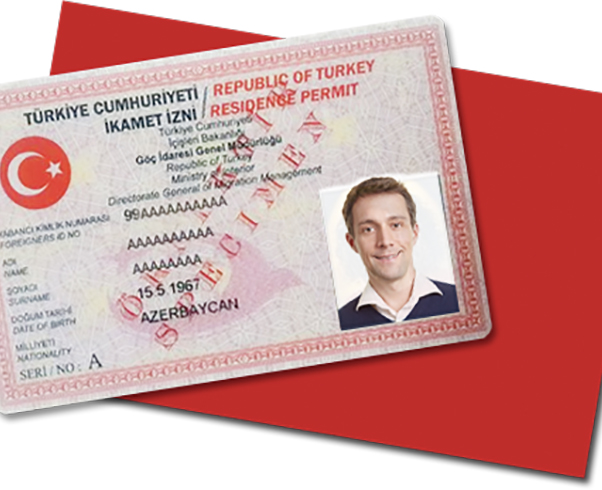 TÜRKİYE CUMHURİYETİ / REPUBLIC OF TURKEY
İKAMET İZNİ / RESIDENCE PERMIT
Türkiye Cumhuriyeti
İçişleri Bakanlığı
Göç İdaresi Genel Müdürlüğü
Republic of Turkey
Ministry of Interior
Directorate General of Migration Management
YABANCI KİMLİK NUMARASI
FOREIGNERS ID NO
99AAAAAAAAAA
ADI
NAME
AAAAAAAAAA
SOYADI
SURNAME
AAAAAAAA
DOĞUM TARİHİ
DATE OF BIRTH
15.5.1967
MİLLİYETİ
NATIONALITY
AZERBAYCAN
SERİ / NO : A
SPECIMEN